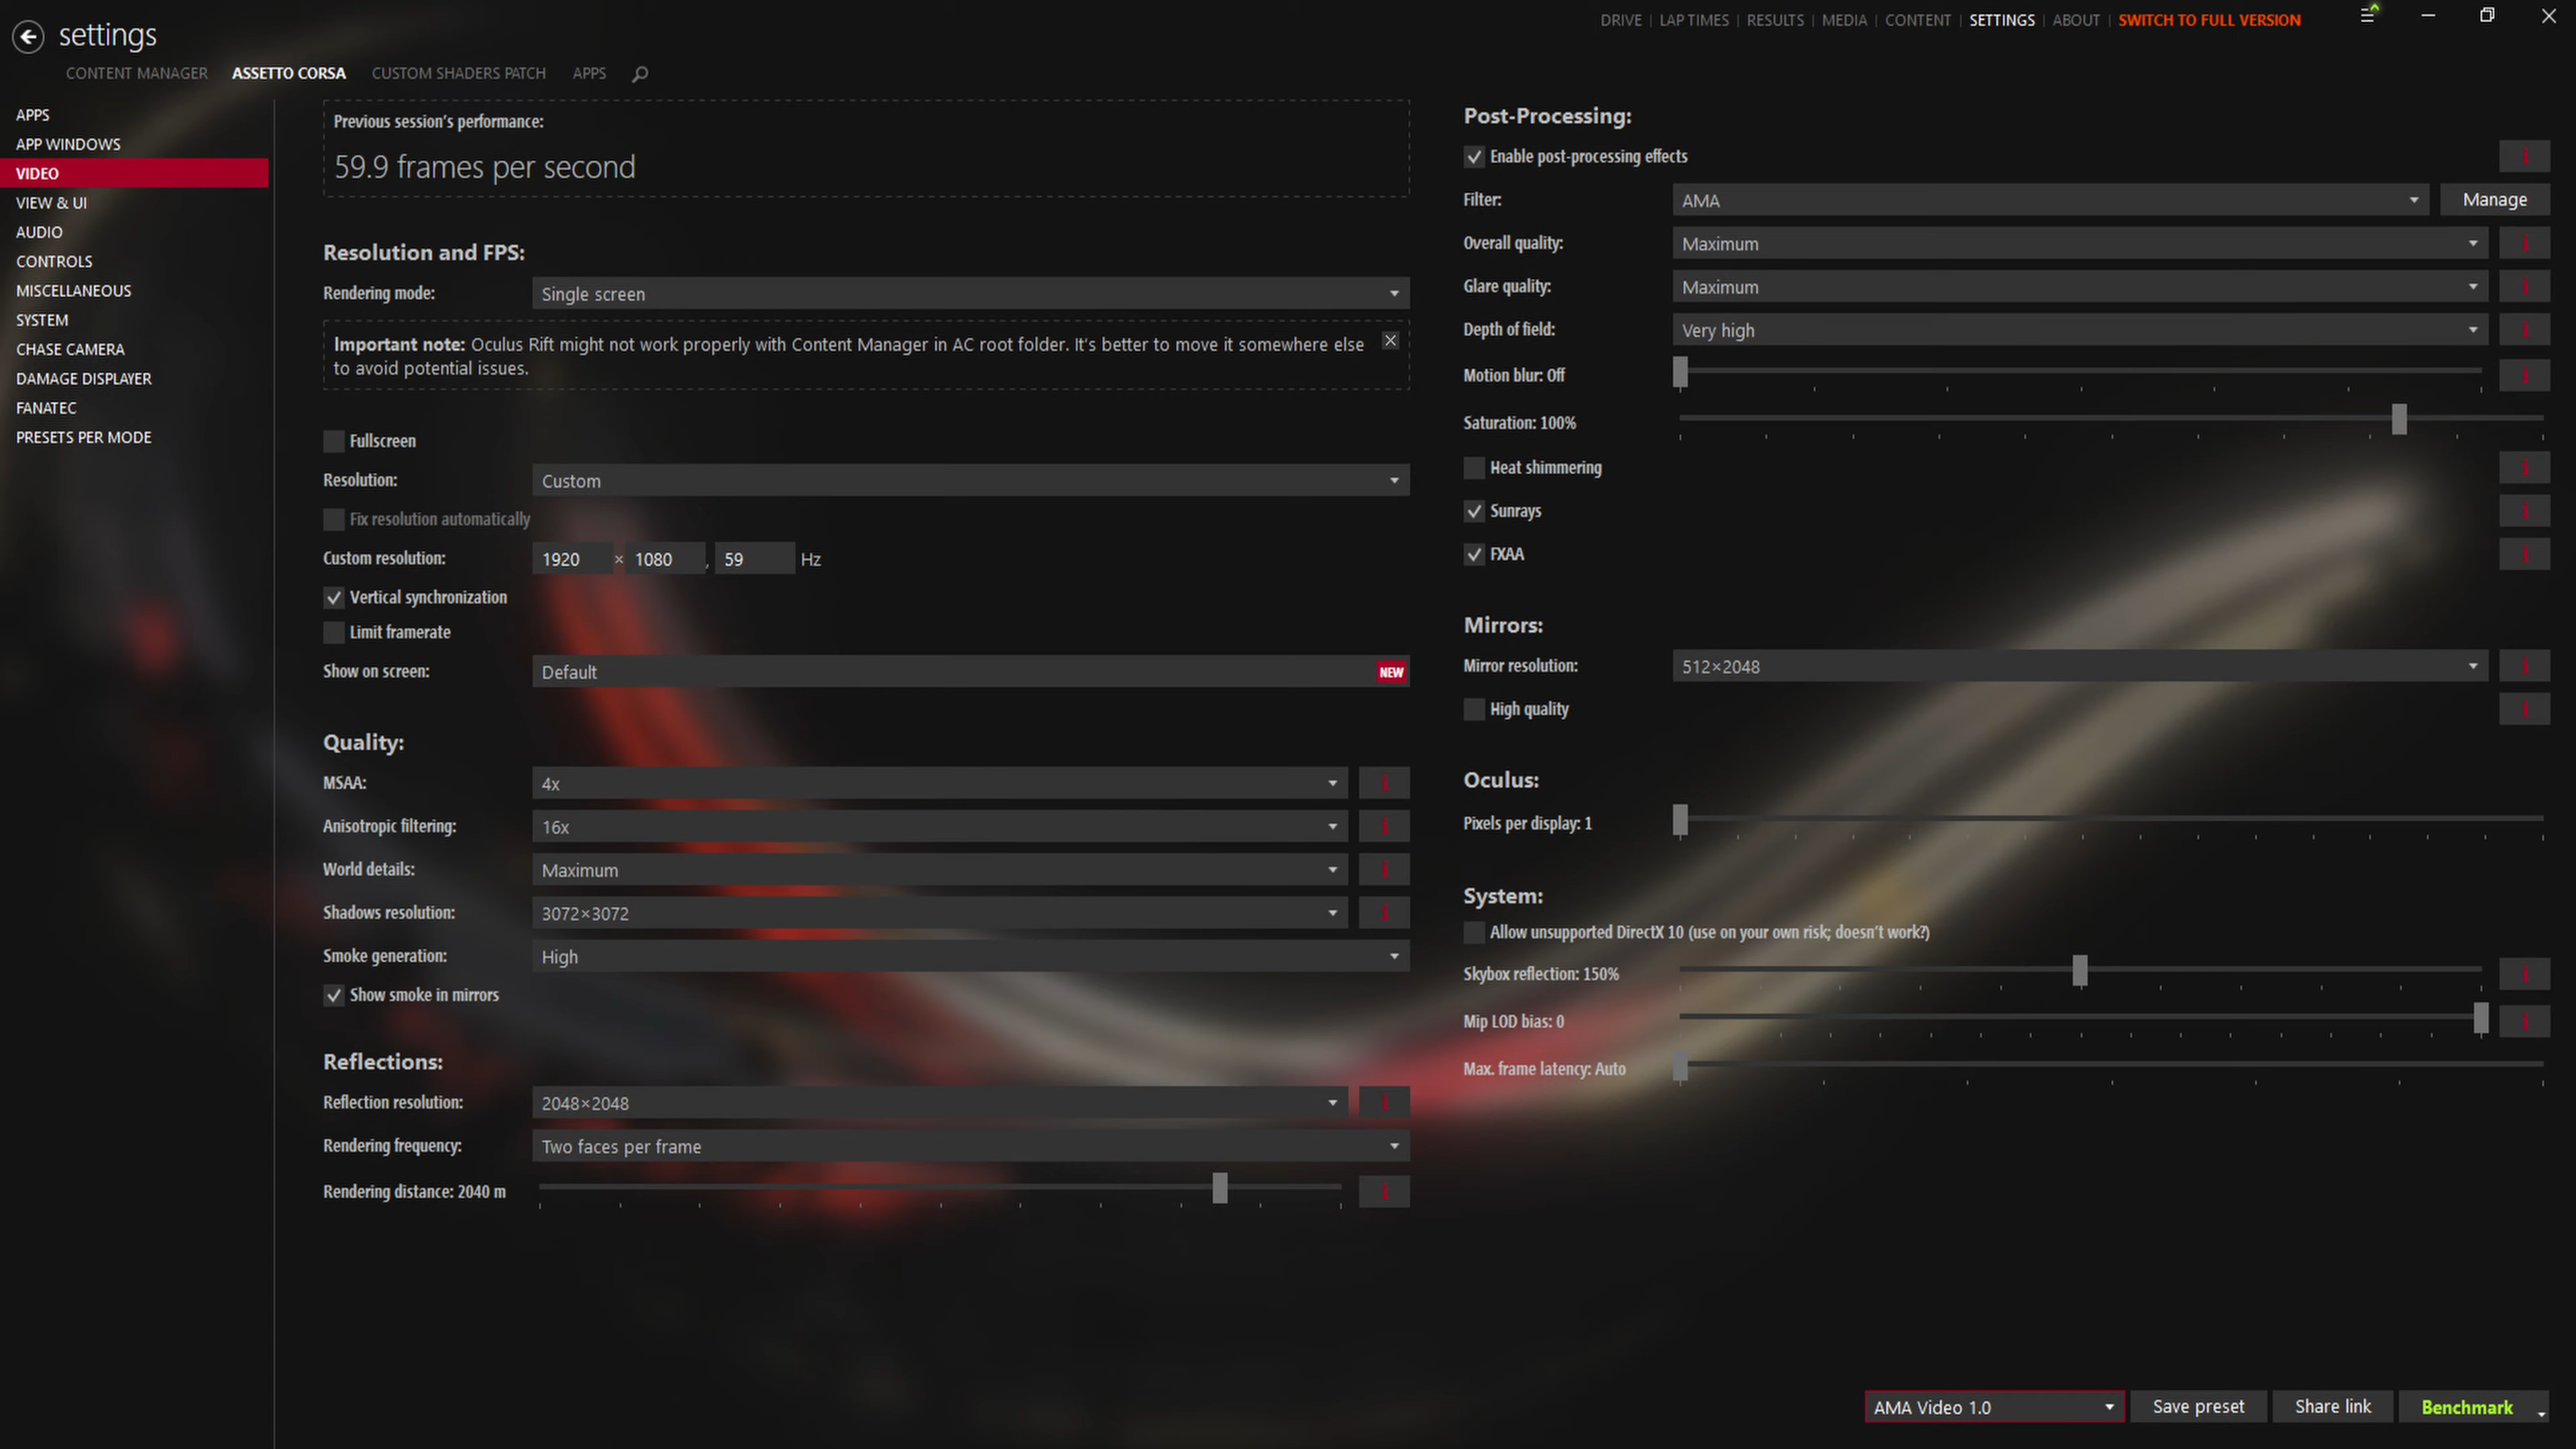 settings
DRIVE | LAP TIMES | RESULTS | MEDIA | CONTENT | SETTINGS | ABOUT | SWITCH TO FULL VERSION
CONTENT MANAGER ASSETTO CORSA CUSTOM SHADERS PATCH APPS
APPS
APP WINDOWS
VIDEO
VIEW & UI
AUDIO
CONTROLS
MISCELLANEOUS
SYSTEM
CHASE CAMERA
DAMAGE DISPLAYER
FANATEC
PRESETS PER MODE
Previous session's performance:
59.9 frames per second
Resolution and FPS:
Rendering mode: Single screen
Important note: Oculus Rift might not work properly with Content Manager in AC root folder. It's better to move it somewhere else
to avoid potential issues.
Fullscreen
Resolution: Custom
Fix resolution automatically
Custom resolution: 1920 × 1080 , 59 Hz
Vertical synchronization
Limit framerate
Show on screen: Default NEW
Quality:
MSAA: 4x i
Anisotropic filtering: 16x i
World details: Maximum i
Shadows resolution: 3072×3072 i
Smoke generation: High
Show smoke in mirrors
Reflections:
Reflection resolution: 2048×2048 i
Rendering frequency: Two faces per frame
Rendering distance: 2040 m i
Post-Processing:
Enable post-processing effects i
Filter: AMA Manage
Overall quality: Maximum i
Glare quality: Maximum i
Depth of field: Very high i
Motion blur: Off i
Saturation: 100%
Heat shimmering i
Sunrays i
FXAA i
Mirrors:
Mirror resolution: 512×2048 i
High quality i
Oculus:
Pixels per display: 1
System:
Allow unsupported DirectX 10 (use on your own risk; doesn't work?)
Skybox reflection: 150% i
Mip LOD bias: 0 i
Max. frame latency: Auto
AMA Video 1.0 Save preset Share link Benchmark